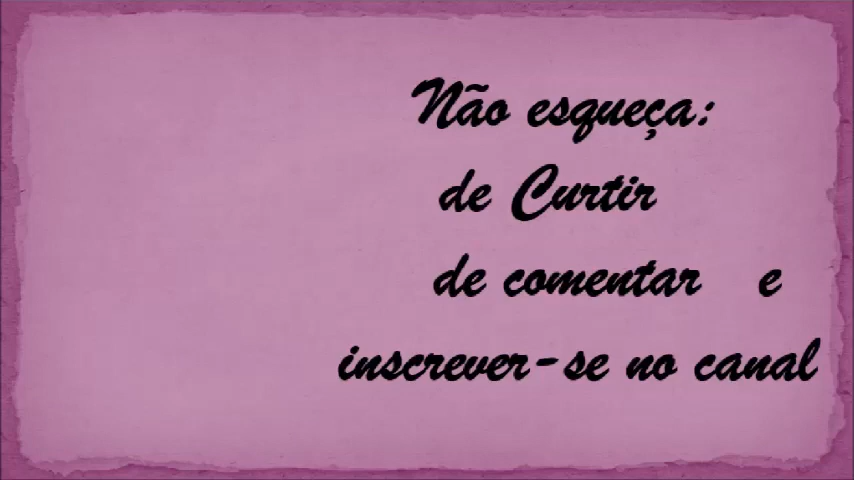 Não esqueça:
de Curtir
de comentar e
inscrever-se no canal